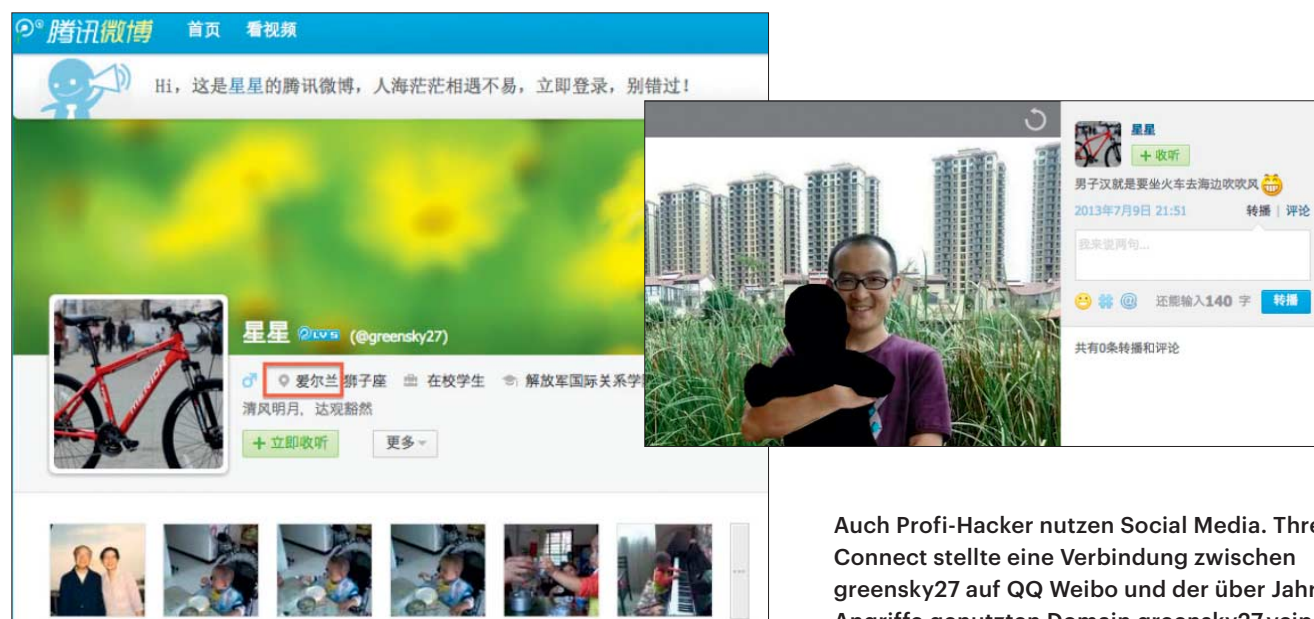 腾讯微博 首页 看视频
Hi，这是星星的腾讯微博，人海茫茫相遇不易，立即登录，别错过！
星星 LV5 (@greensky27)
爱尔兰 狮子座 在校学生 解放军国际关系学
清风明月，达观豁然
+ 立即收听 更多
星星
+ 收听
男子汉就是要坐火车去海边吹吹风
2013年7月9日 21:51 转播 | 评论
我来说两句...
还能输入140 字 转播
共有0条转播和评论
MERIDA
Auch Profi-Hacker nutzen Social Media. Thre
Connect stellte eine Verbindung zwischen
greensky27 auf QQ Weibo und der über Jahr
Angriffe genutzten Domain greensky27.vicp